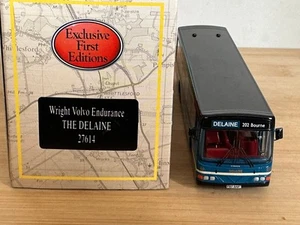 Exclusive
First
Editions
Wright Volvo Endurance
THE DELAINE
27614
DELAINE 202 Bourne